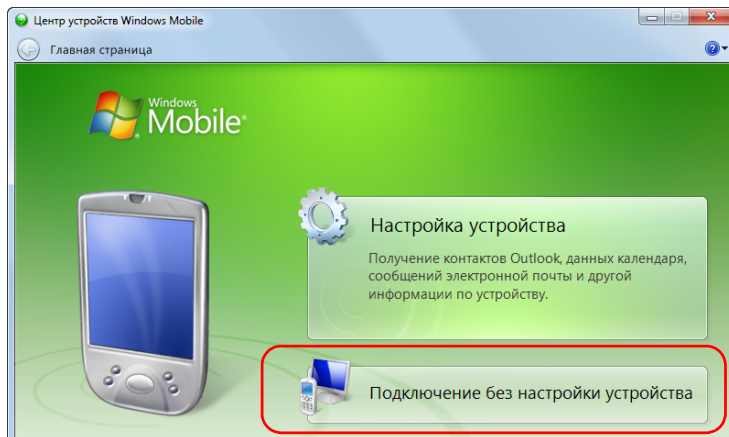 Центр устройств Windows Mobile
Главная страница
Windows
Mobile®
Настройка устройства
Получение контактов Outlook, данных календаря,
сообщений электронной почты и другой
информации по устройству.
Подключение без настройки устройства